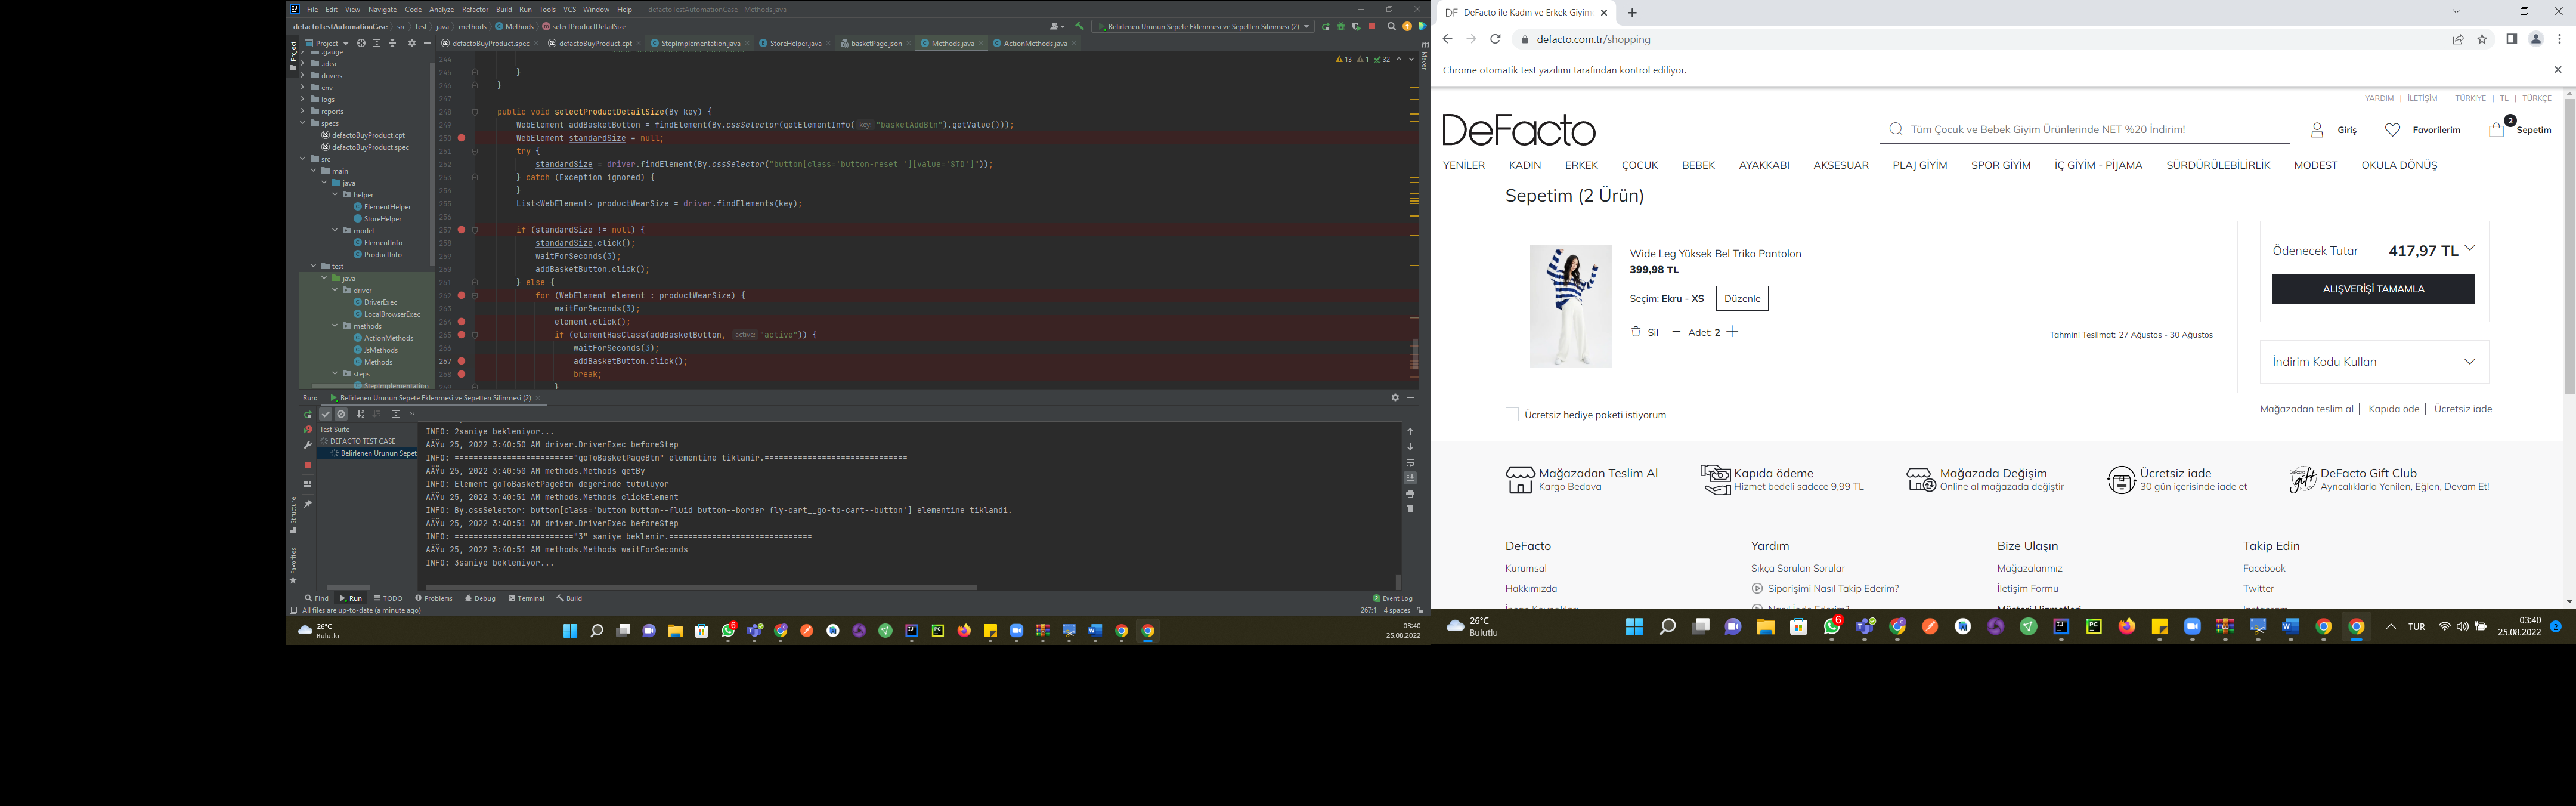 File Edit View Navigate Code Analyze Refactor Build Run Tools VCS Window Help defactoTestAutomationCase - Methods.java
defactoTestAutomationCase src test java methods Methods selectProductDetailSize
Belirlenen Urunun Sepete Eklenmesi ve Sepetten Silinmesi (2)
Project
defactoBuyProduct.spec defactoBuyProduct.cpt StepImplementation.java StoreHelper.java basketPage.json Methods.java ActionMethods.java
.idea
drivers
env
logs
reports
specs
defactoBuyProduct.cpt
defactoBuyProduct.spec
src
main
java
helper
ElementHelper
StoreHelper
model
ElementInfo
ProductInfo
test
java
driver
DriverExec
LocalBrowserExec
methods
ActionMethods
JsMethods
Methods
steps
StepImplementation
13 1 32
244
245 }
246 }
247
248 public void selectProductDetailSize(By key) {
249 WebElement addBasketButton = findElement(By.cssSelector(getElementInfo( key: "basketAddBtn").getValue()));
250 WebElement standardSize = null;
251 try {
252 standardSize = driver.findElement(By.cssSelector("button[class='button-reset '][value='STD']"));
253 } catch (Exception ignored) {
254 }
255 List<WebElement> productWearSize = driver.findElements(key);
256
257 if (standardSize != null) {
258 standardSize.click();
259 waitForSeconds(3);
260 addBasketButton.click();
261 } else {
262 for (WebElement element : productWearSize) {
263 waitForSeconds(3);
264 element.click();
265 if (elementHasClass(addBasketButton, active: "active")) {
266 waitForSeconds(3);
267 addBasketButton.click();
268 break;
269 }
Run: Belirlenen Urunun Sepete Eklenmesi ve Sepetten Silinmesi (2)
Test Suite
DEFACTO TEST CASE
Belirlenen Urunun Sepet
INFO: 2saniye bekleniyor...
AÄŸu 25, 2022 3:40:50 AM driver.DriverExec beforeStep
INFO: ========================="goToBasketPageBtn" elementine tiklanir.==============================
AÄŸu 25, 2022 3:40:50 AM methods.Methods getBy
INFO: Element goToBasketPageBtn degerinde tutuluyor
AÄŸu 25, 2022 3:40:51 AM methods.Methods clickElement
INFO: By.cssSelector: button[class='button button--fluid button--border fly-cart__go-to-cart--button'] elementine tiklandi.
AÄŸu 25, 2022 3:40:51 AM driver.DriverExec beforeStep
INFO: ========================="3" saniye beklenir.==============================
AÄŸu 25, 2022 3:40:51 AM methods.Methods waitForSeconds
INFO: 3saniye bekleniyor...
Structure
Favorites
Maven
Find Run TODO Problems Debug Terminal Build Event Log
All files are up-to-date (a minute ago) 267:1 4 spaces
26°C
Bulutlu
03:40
25.08.2022
DF DeFacto ile Kadın ve Erkek Giyim
defacto.com.tr/shopping
Chrome otomatik test yazılımı tarafından kontrol ediliyor.
YARDIM | İLETİŞİM TÜRKİYE | TL | TÜRKÇE
DeFacto
Tüm Çocuk ve Bebek Giyim Ürünlerinde NET %20 İndirim!
Giriş Favorilerim 2 Sepetim
YENİLER KADIN ERKEK ÇOCUK BEBEK AYAKKABI AKSESUAR PLAJ GİYİM SPOR GİYİM İÇ GİYİM - PİJAMA SÜRDÜRÜLEBİLİRLİK MODEST OKULA DÖNÜŞ
Sepetim (2 Ürün)
Wide Leg Yüksek Bel Triko Pantolon
399,98 TL
Seçim: Ekru - XS Düzenle
Sil Adet: 2
Tahmini Teslimat: 27 Ağustos - 30 Ağustos
Ücretsiz hediye paketi istiyorum
Ödenecek Tutar 417,97 TL
ALIŞVERİŞİ TAMAMLA
İndirim Kodu Kullan
Mağazadan teslim al | Kapıda öde | Ücretsiz iade
Mağazadan Teslim Al
Kargo Bedava
Kapıda ödeme
Hizmet bedeli sadece 9,99 TL
Mağazada Değişim
Online al mağazada değiştir
Ücretsiz iade
30 gün içerisinde iade et
DeFacto Gift Club
Ayrıcalıklarla Yenilen, Eğlen, Devam Et!
DeFacto Yardım Bize Ulaşın Takip Edin
Kurumsal Sıkça Sorulan Sorular Mağazalarımız Facebook
Hakkımızda Siparişimi Nasıl Takip Ederim? İletişim Formu Twitter
26°C
Bulutlu
TUR
03:40
25.08.2022